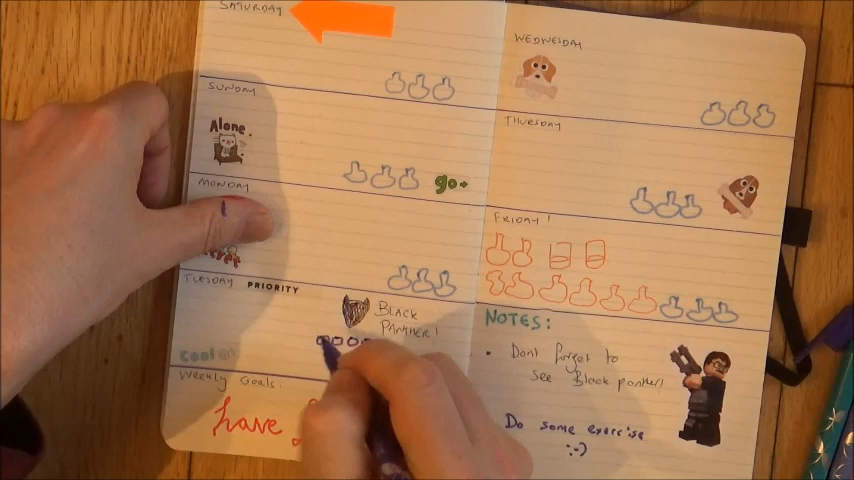 SATURDAY
SUNDAY
Alone.
go
MONDAY
TUESDAY PRIORITY
BLACK
PANTHER!
cool
Weekly Goals:
have
WEDNESDAY
THURSDAY
FRIDAY!
NOTES:
• Dont forget to
see Black panther!
Do some exercise
:-)